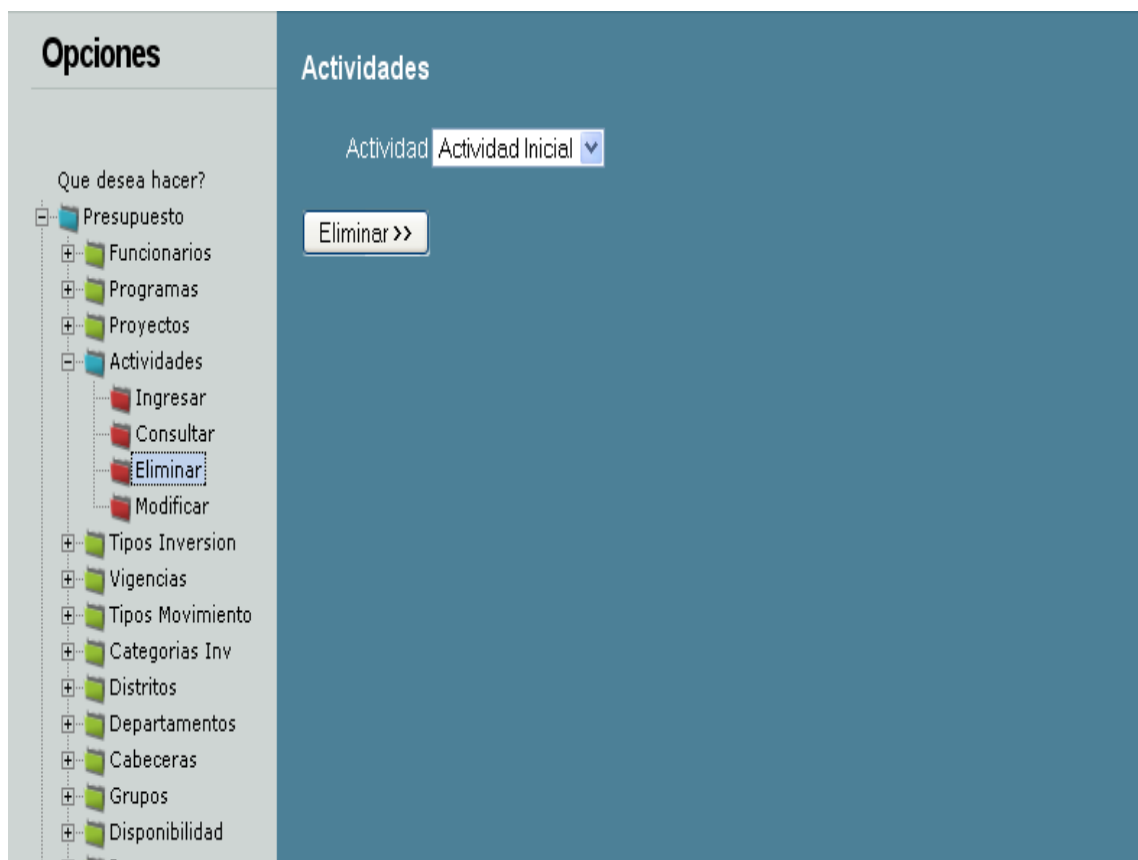 Opciones
Que desea hacer?
Presupuesto
Funcionarios
Programas
Proyectos
Actividades
Ingresar
Consultar
Eliminar
Modificar
Tipos Inversion
Vigencias
Tipos Movimiento
Categorias Inv
Distritos
Departamentos
Cabeceras
Grupos
Disponibilidad
Actividades
Actividad Actividad Inicial
Eliminar >>